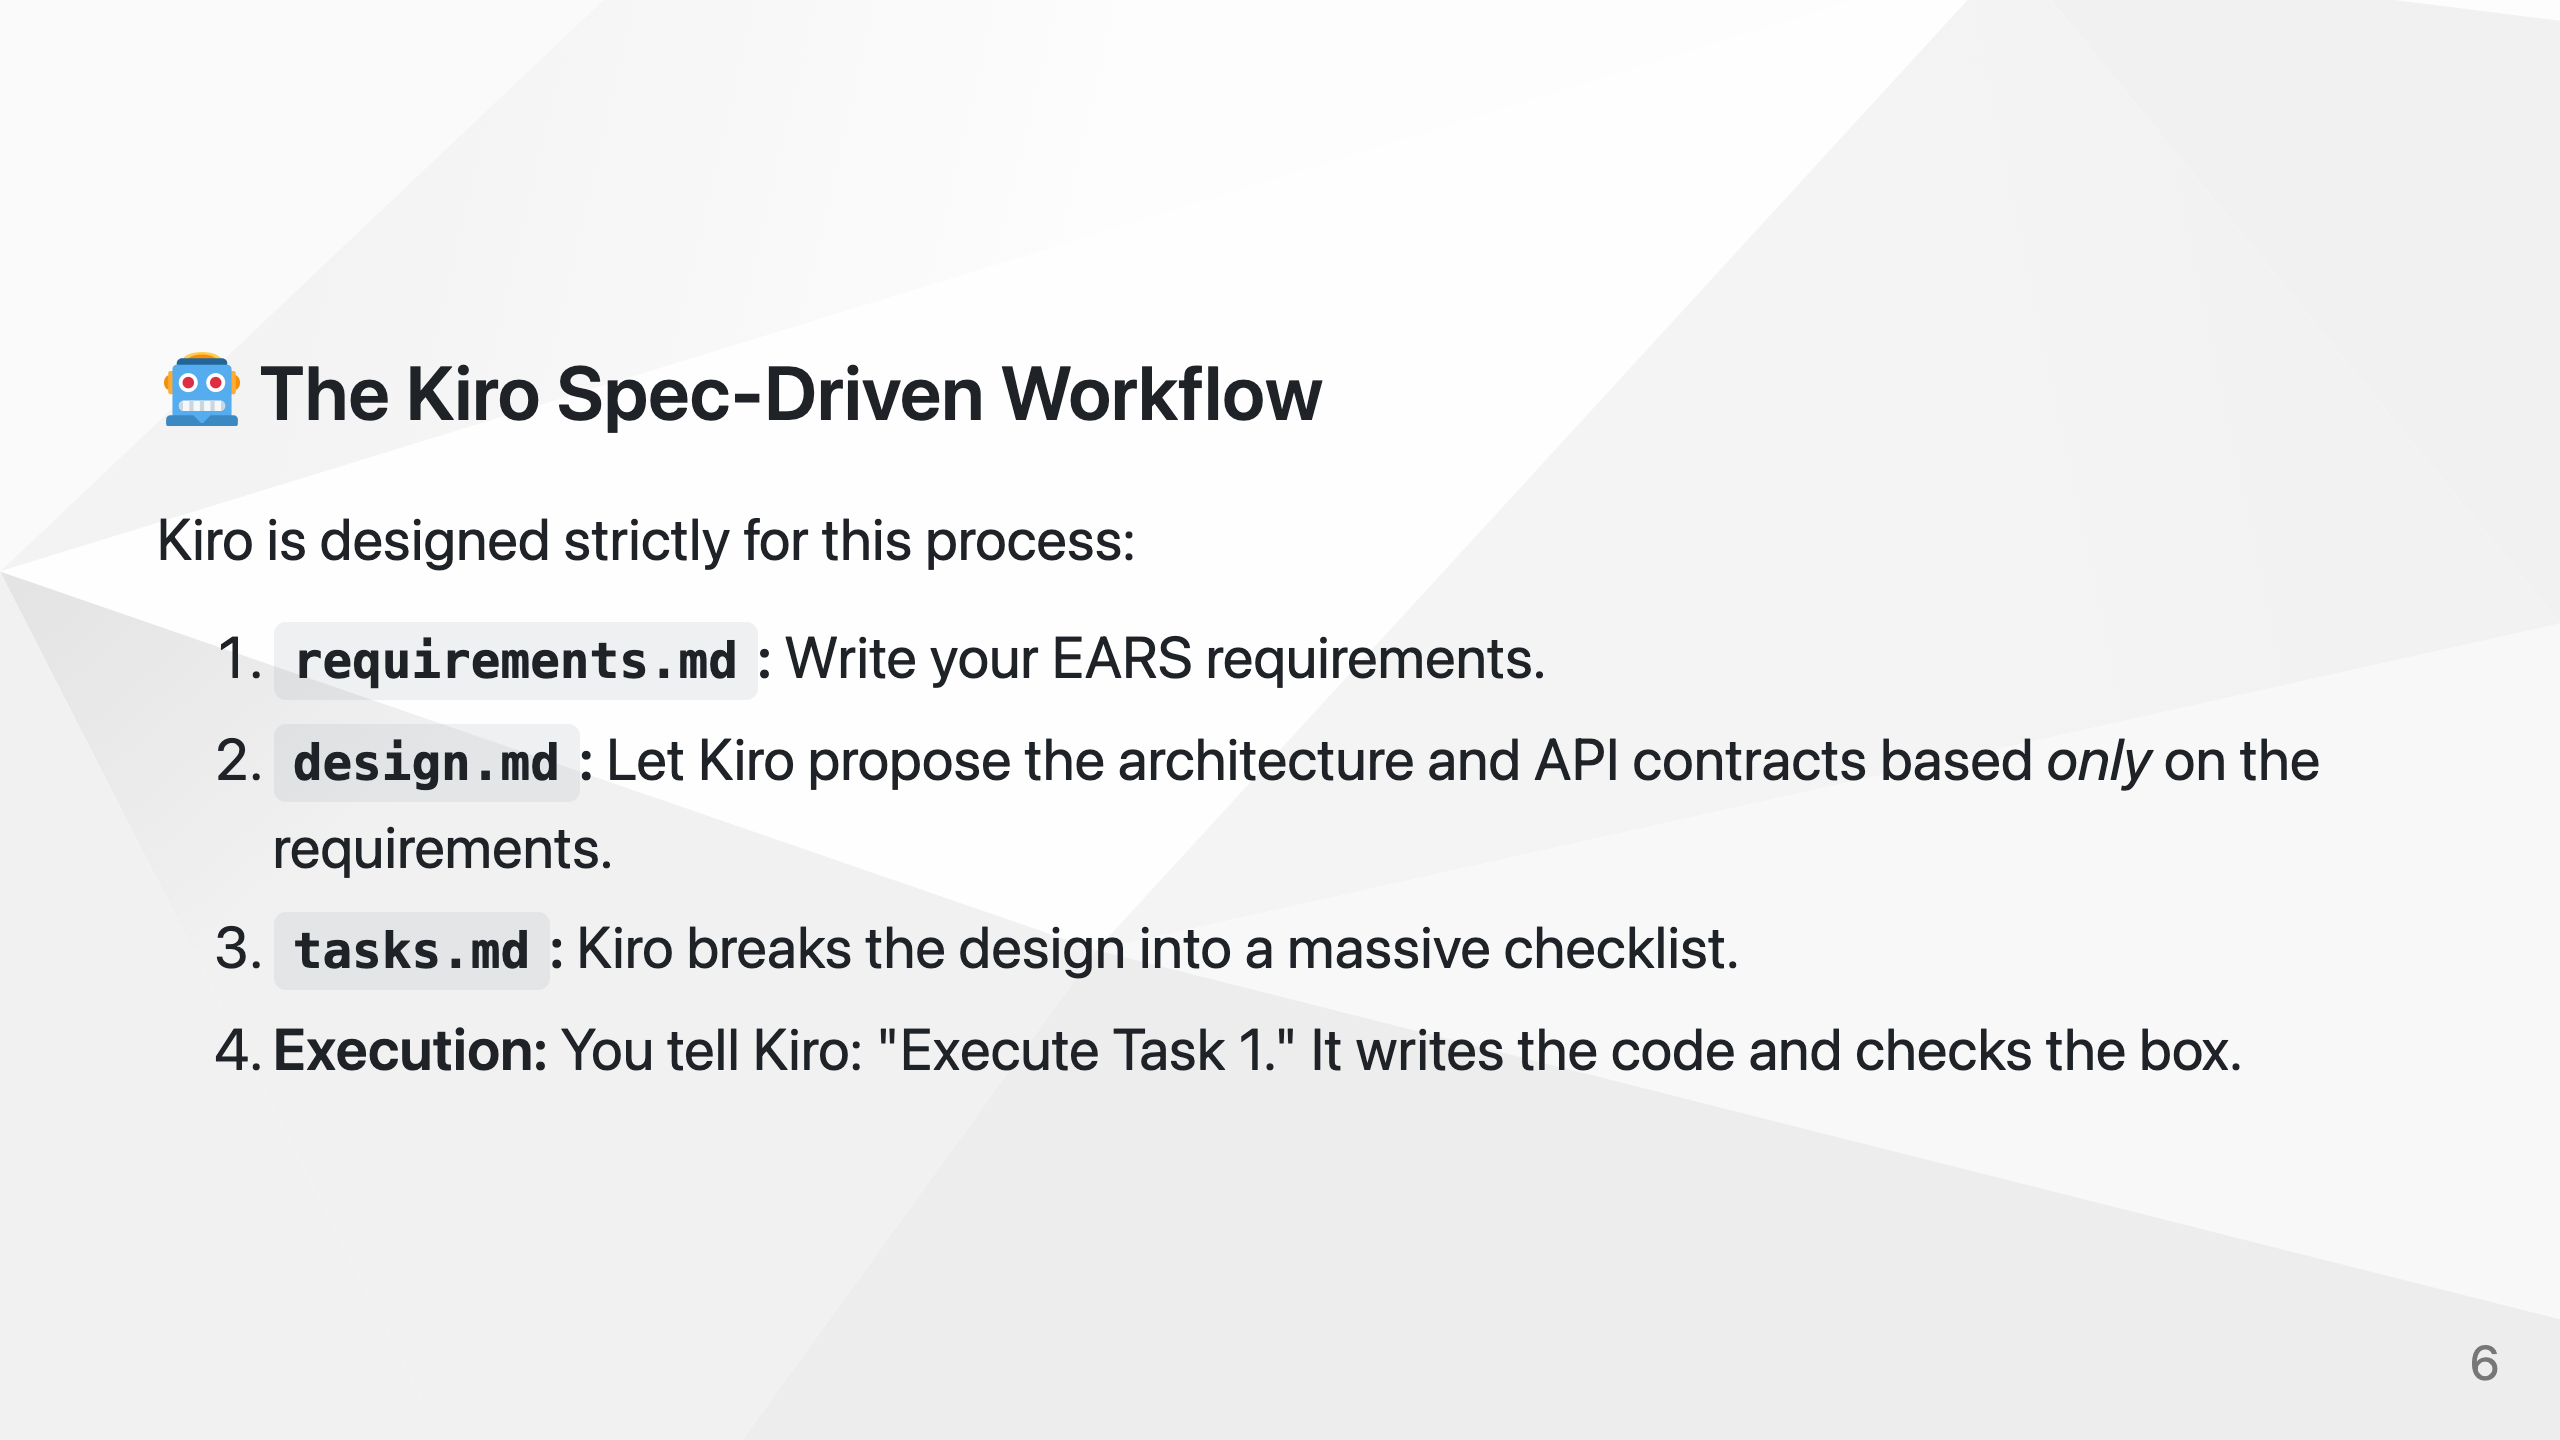 🤖 The Kiro Spec-Driven Workflow
Kiro is designed strictly for this process:
1. requirements.md : Write your EARS requirements.
2. design.md : Let Kiro propose the architecture and API contracts based only on the
requirements.
3. tasks.md : Kiro breaks the design into a massive checklist.
4. Execution: You tell Kiro: "Execute Task 1." It writes the code and checks the box.
6